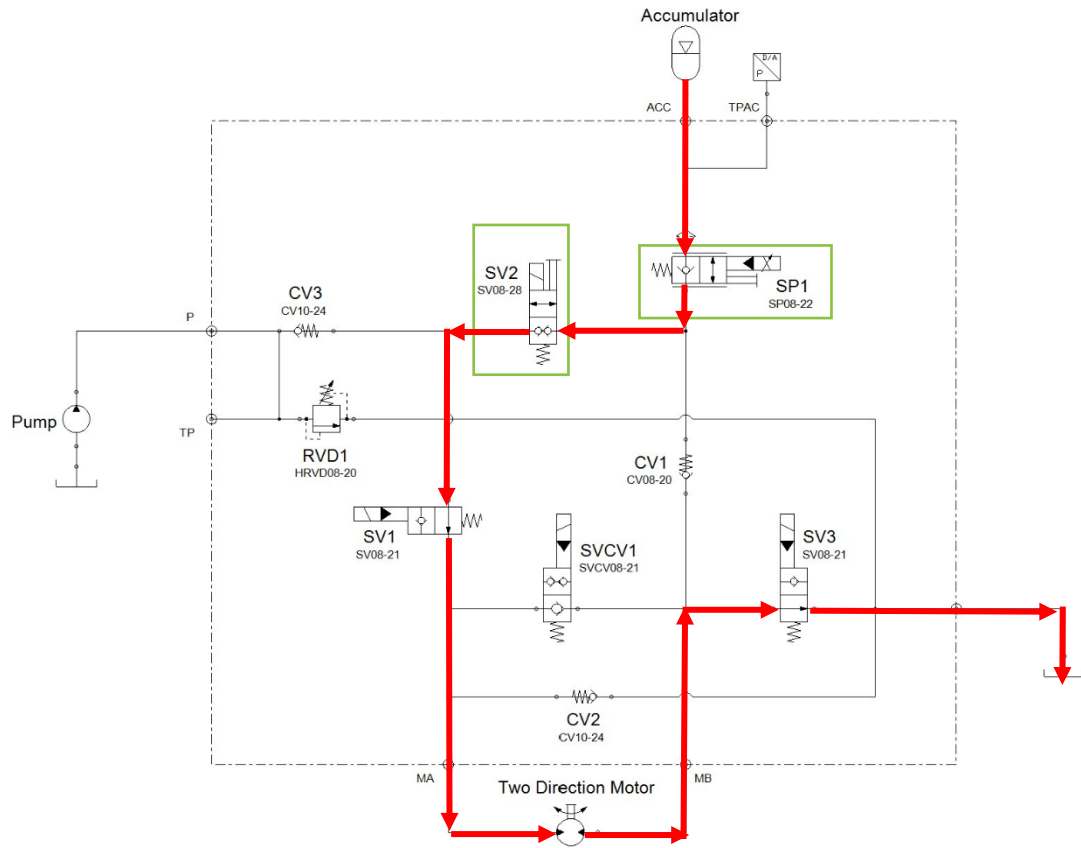 Accumulator
D/A
P
ACC
TPAC
SV2
SV08-28
SP1
SP08-22
CV3
CV10-24
P
Pump
TP
RVD1
HRVD08-20
CV1
CV08-20
SV1
SV08-21
SVCV1
SVCV08-21
SV3
SV08-21
CV2
CV10-24
MA
MB
Two Direction Motor